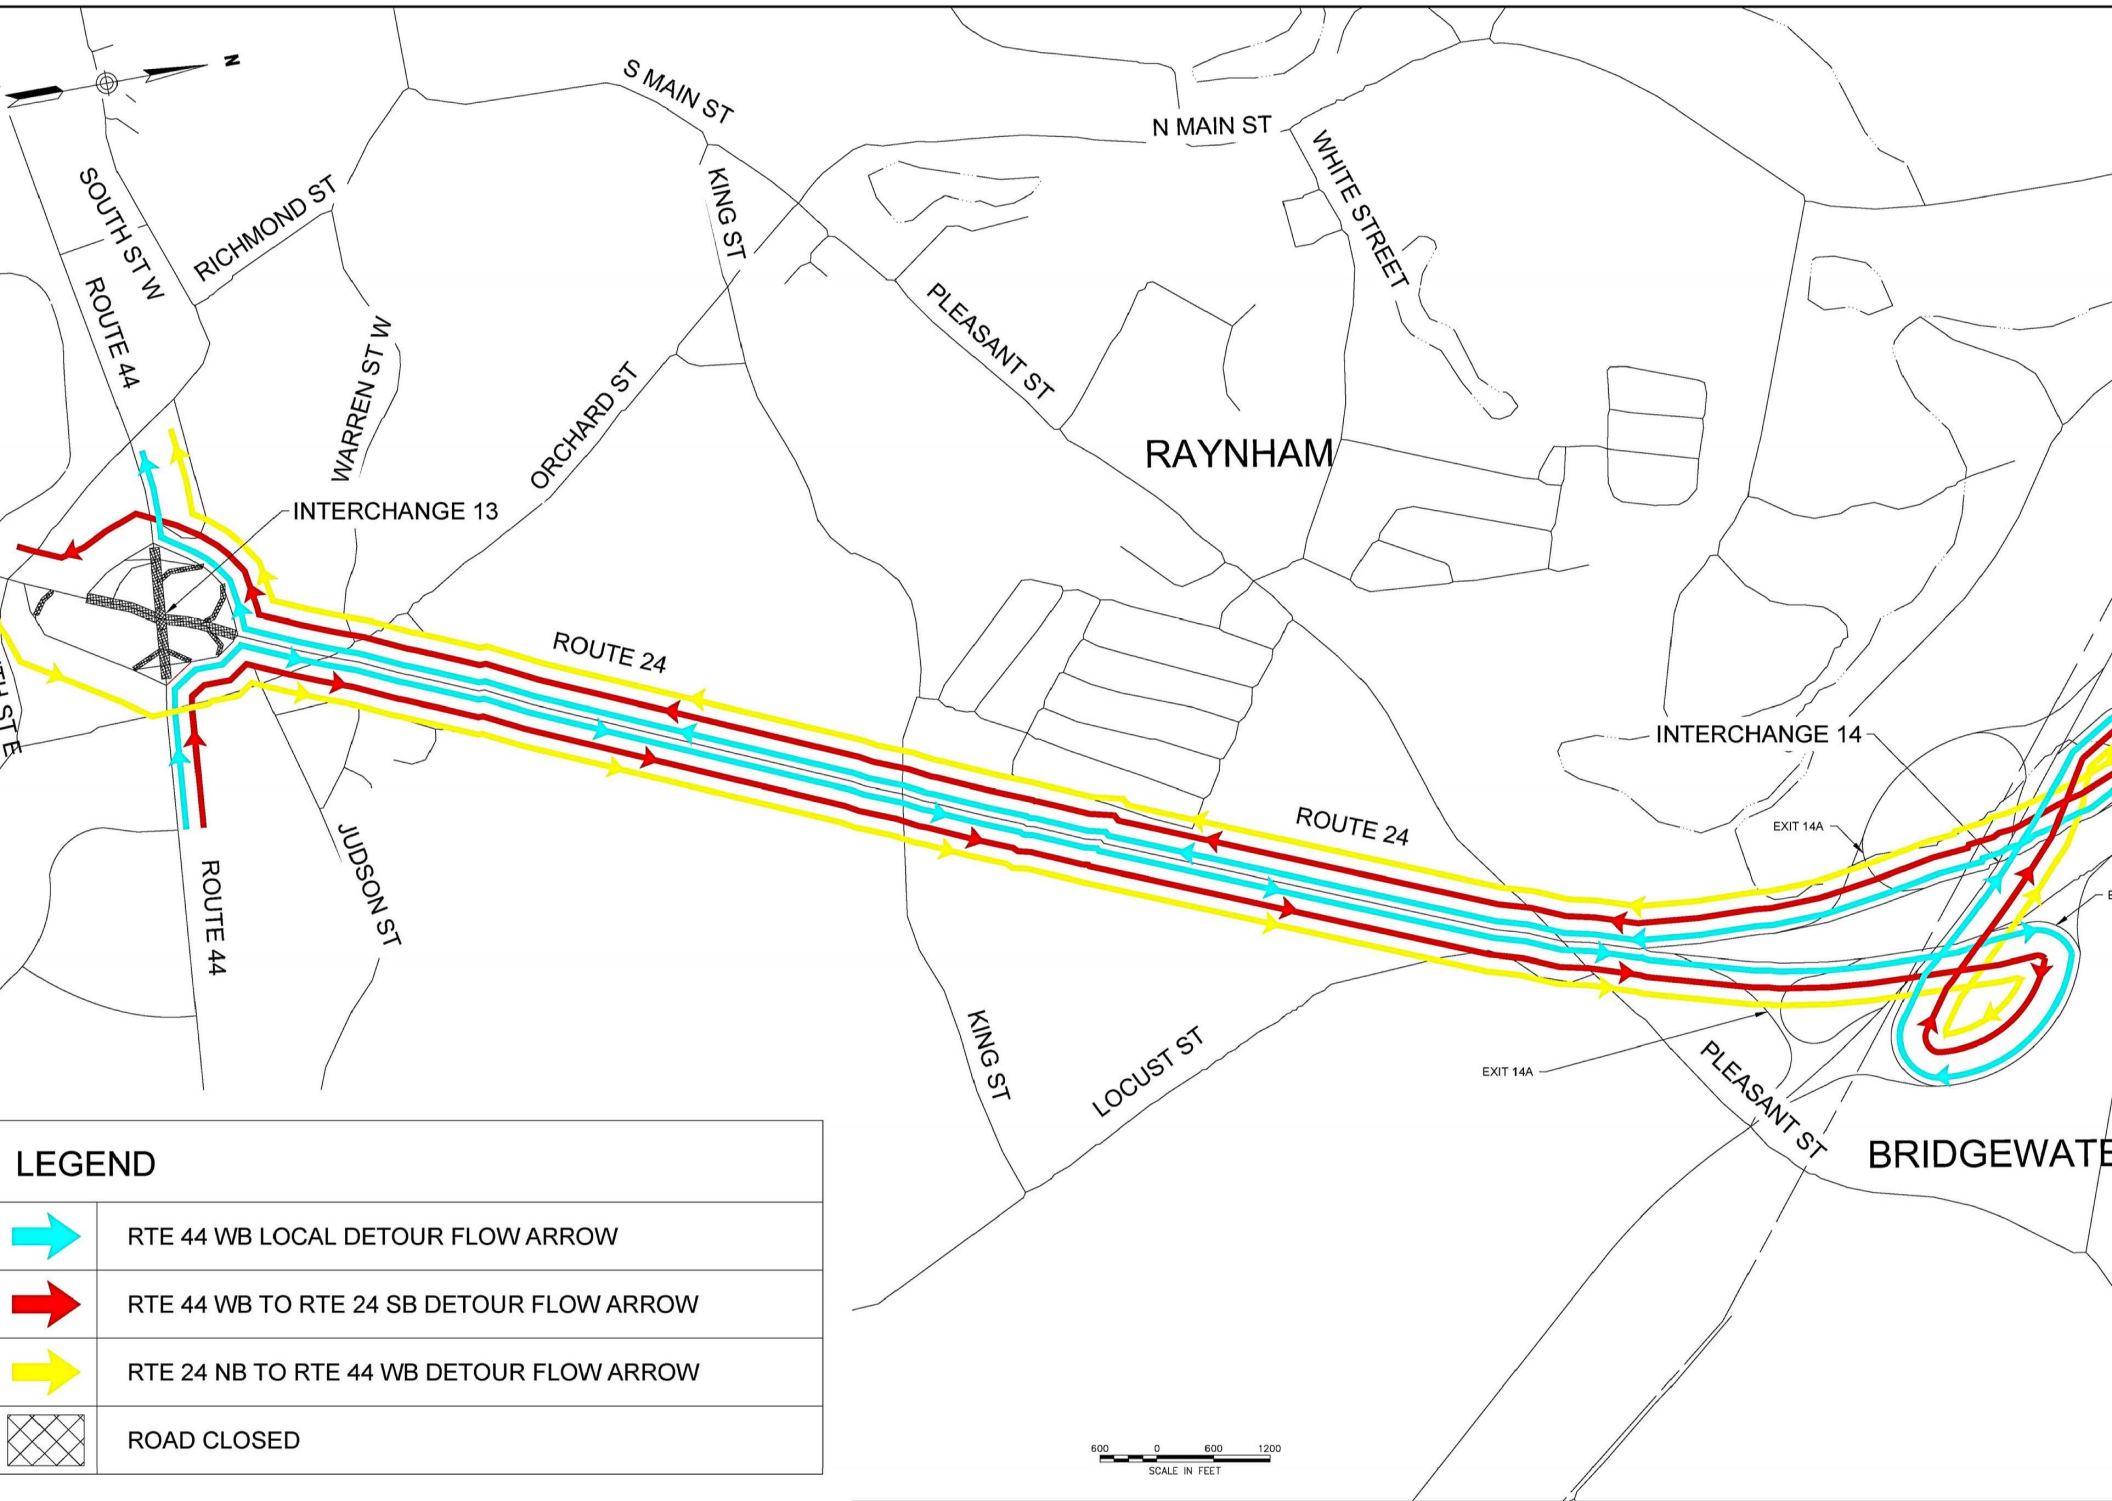 N
S MAIN ST
N MAIN ST
SOUTH ST W
RICHMOND ST
KING ST
WHITE STREET
ROUTE 44
WARREN ST W
ORCHARD ST
PLEASANT ST
RAYNHAM
INTERCHANGE 13
ROUTE 24
TH ST E
INTERCHANGE 14
ROUTE 24
EXIT 14A
JUDSON ST
ROUTE 44
E
KING ST
LOCUST ST
EXIT 14A
PLEASANT ST
BRIDGEWATE
LEGEND
RTE 44 WB LOCAL DETOUR FLOW ARROW
RTE 44 WB TO RTE 24 SB DETOUR FLOW ARROW
RTE 24 NB TO RTE 44 WB DETOUR FLOW ARROW
ROAD CLOSED
600 0 600 1200
SCALE IN FEET